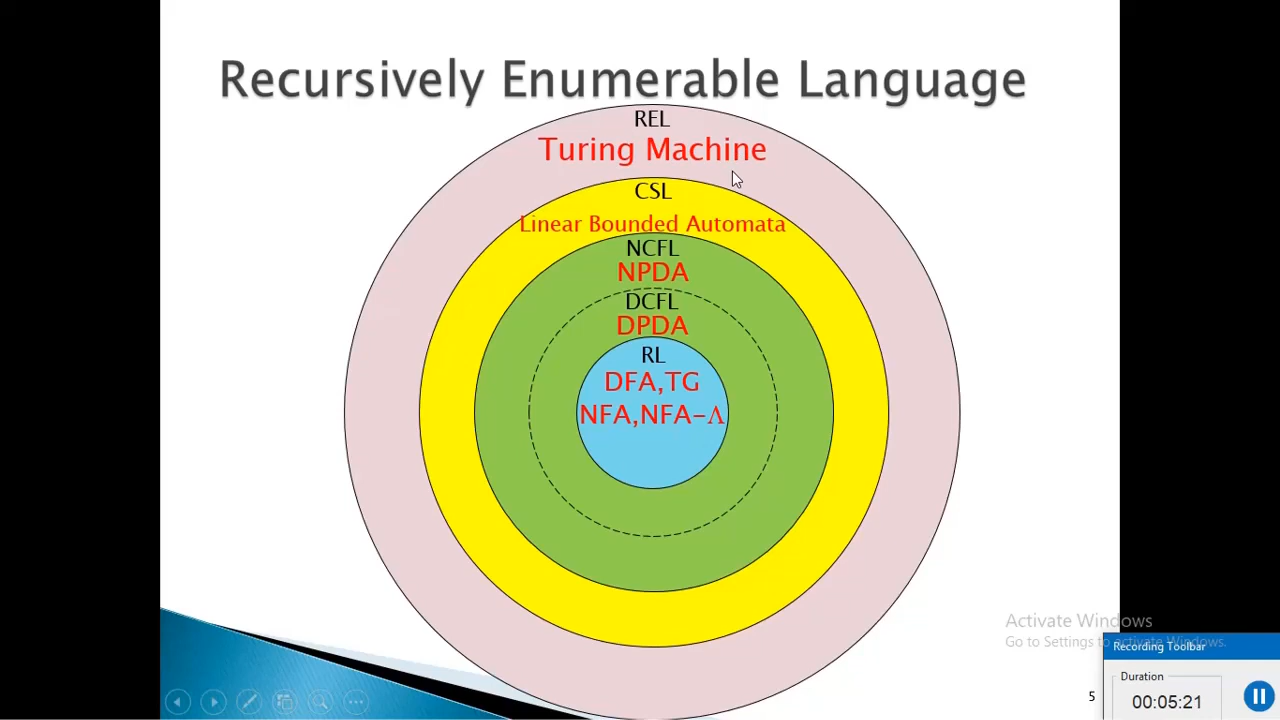 Recursively Enumerable Language
REL
Turing Machine
CSL
Linear Bounded Automata
NCFL
NPDA
DCFL
DPDA
RL
DFA,TG
NFA,NFA-Λ
Activate Windows
Go to Settings to activate Windows.
Recording Toolbar
Duration
00:05:21
5